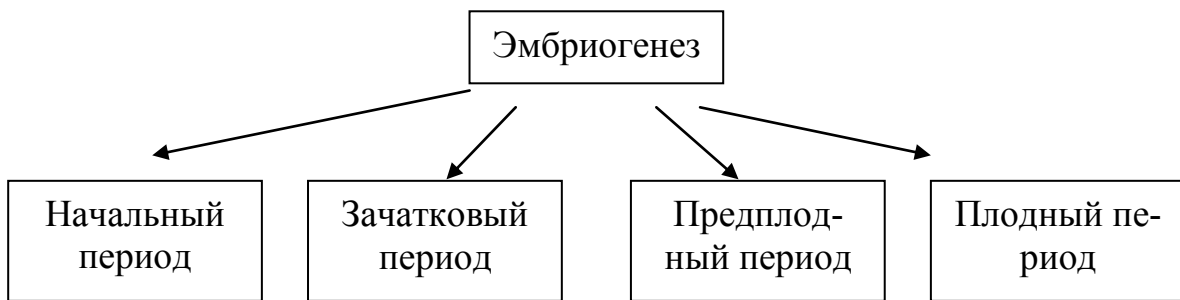 Эмбриогенез
Начальный
период
Зачатковый
период
Предплод-
ный период
Плодный пе-
риод